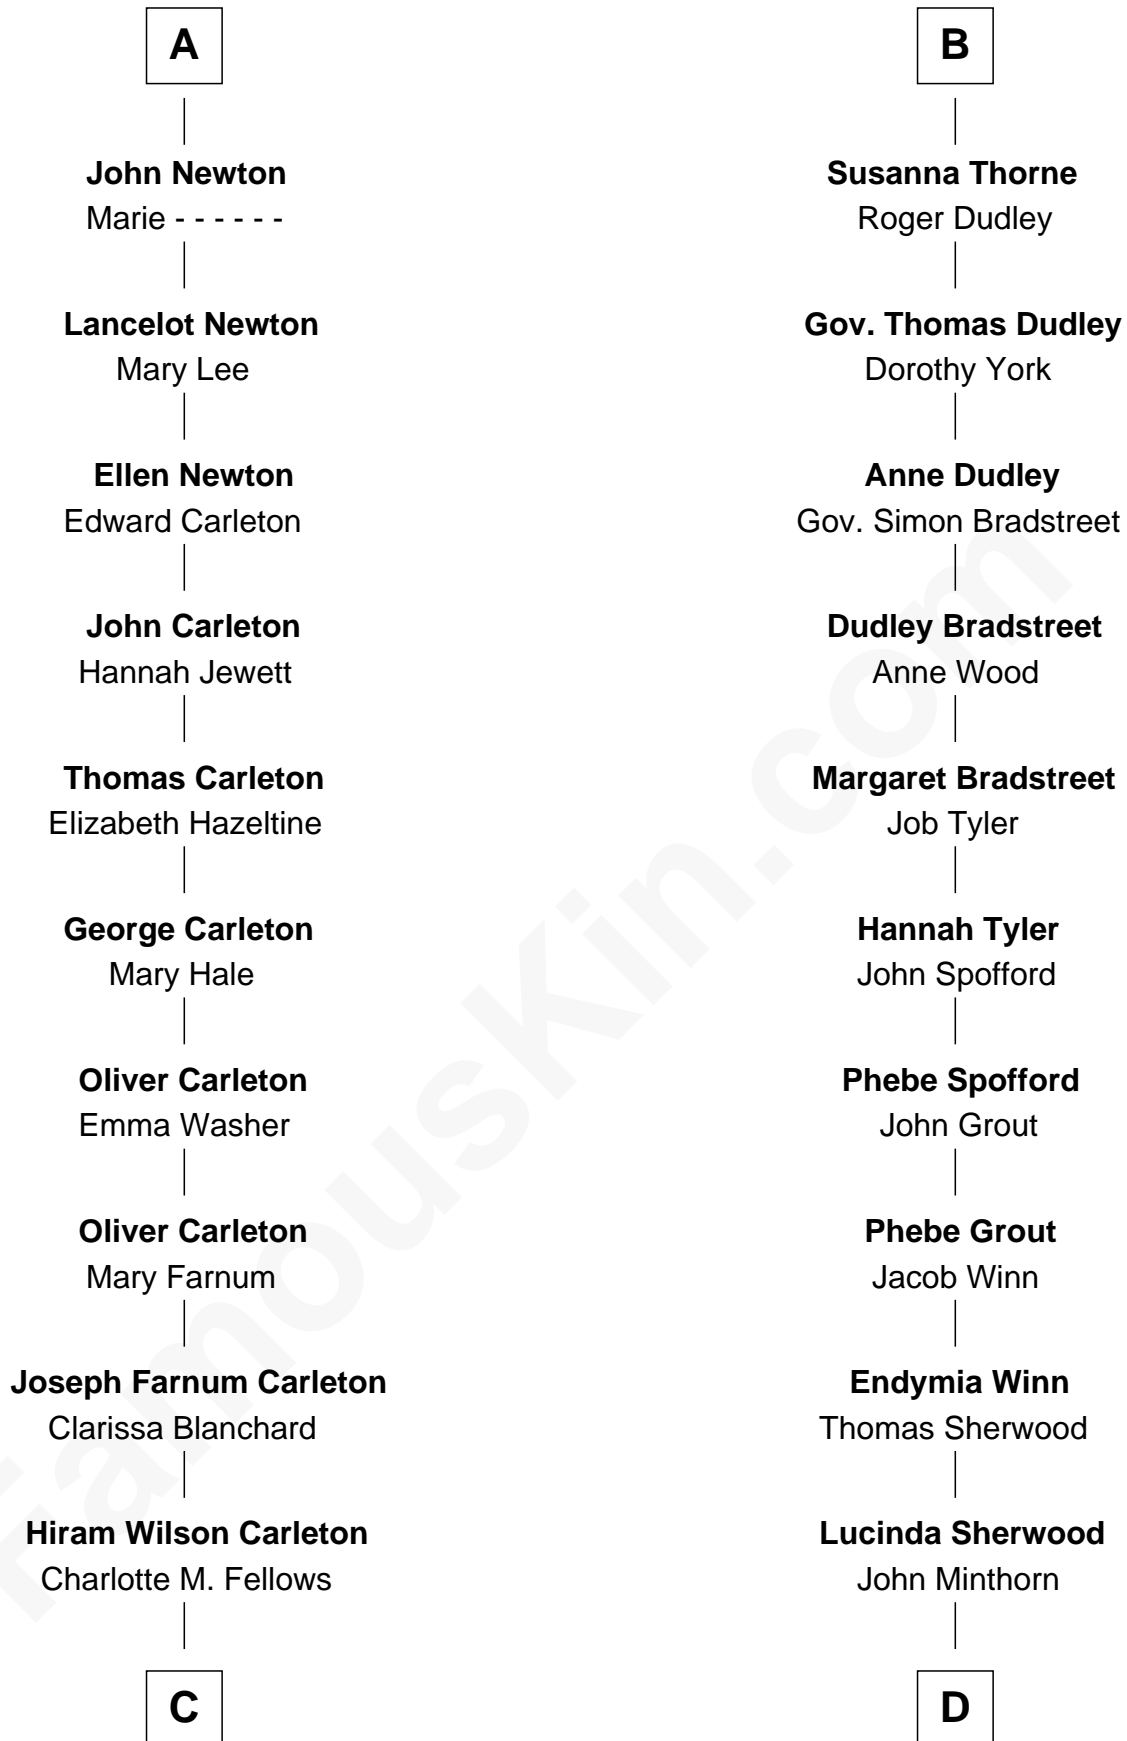 A
John Newton
Marie - - - - - -
Lancelot Newton
Mary Lee
Ellen Newton
Edward Carleton
John Carleton
Hannah Jewett
Thomas Carleton
Elizabeth Hazeltine
George Carleton
Mary Hale
Oliver Carleton
Emma Washer
Oliver Carleton
Mary Farnum
Joseph Farnum Carleton
Clarissa Blanchard
Hiram Wilson Carleton
Charlotte M. Fellows
C
B
Susanna Thorne
Roger Dudley
Gov. Thomas Dudley
Dorothy York
Anne Dudley
Gov. Simon Bradstreet
Dudley Bradstreet
Anne Wood
Margaret Bradstreet
Job Tyler
Hannah Tyler
John Spofford
Phebe Spofford
John Grout
Phebe Grout
Jacob Winn
Endymia Winn
Thomas Sherwood
Lucinda Sherwood
John Minthorn
D
FamousKin.com